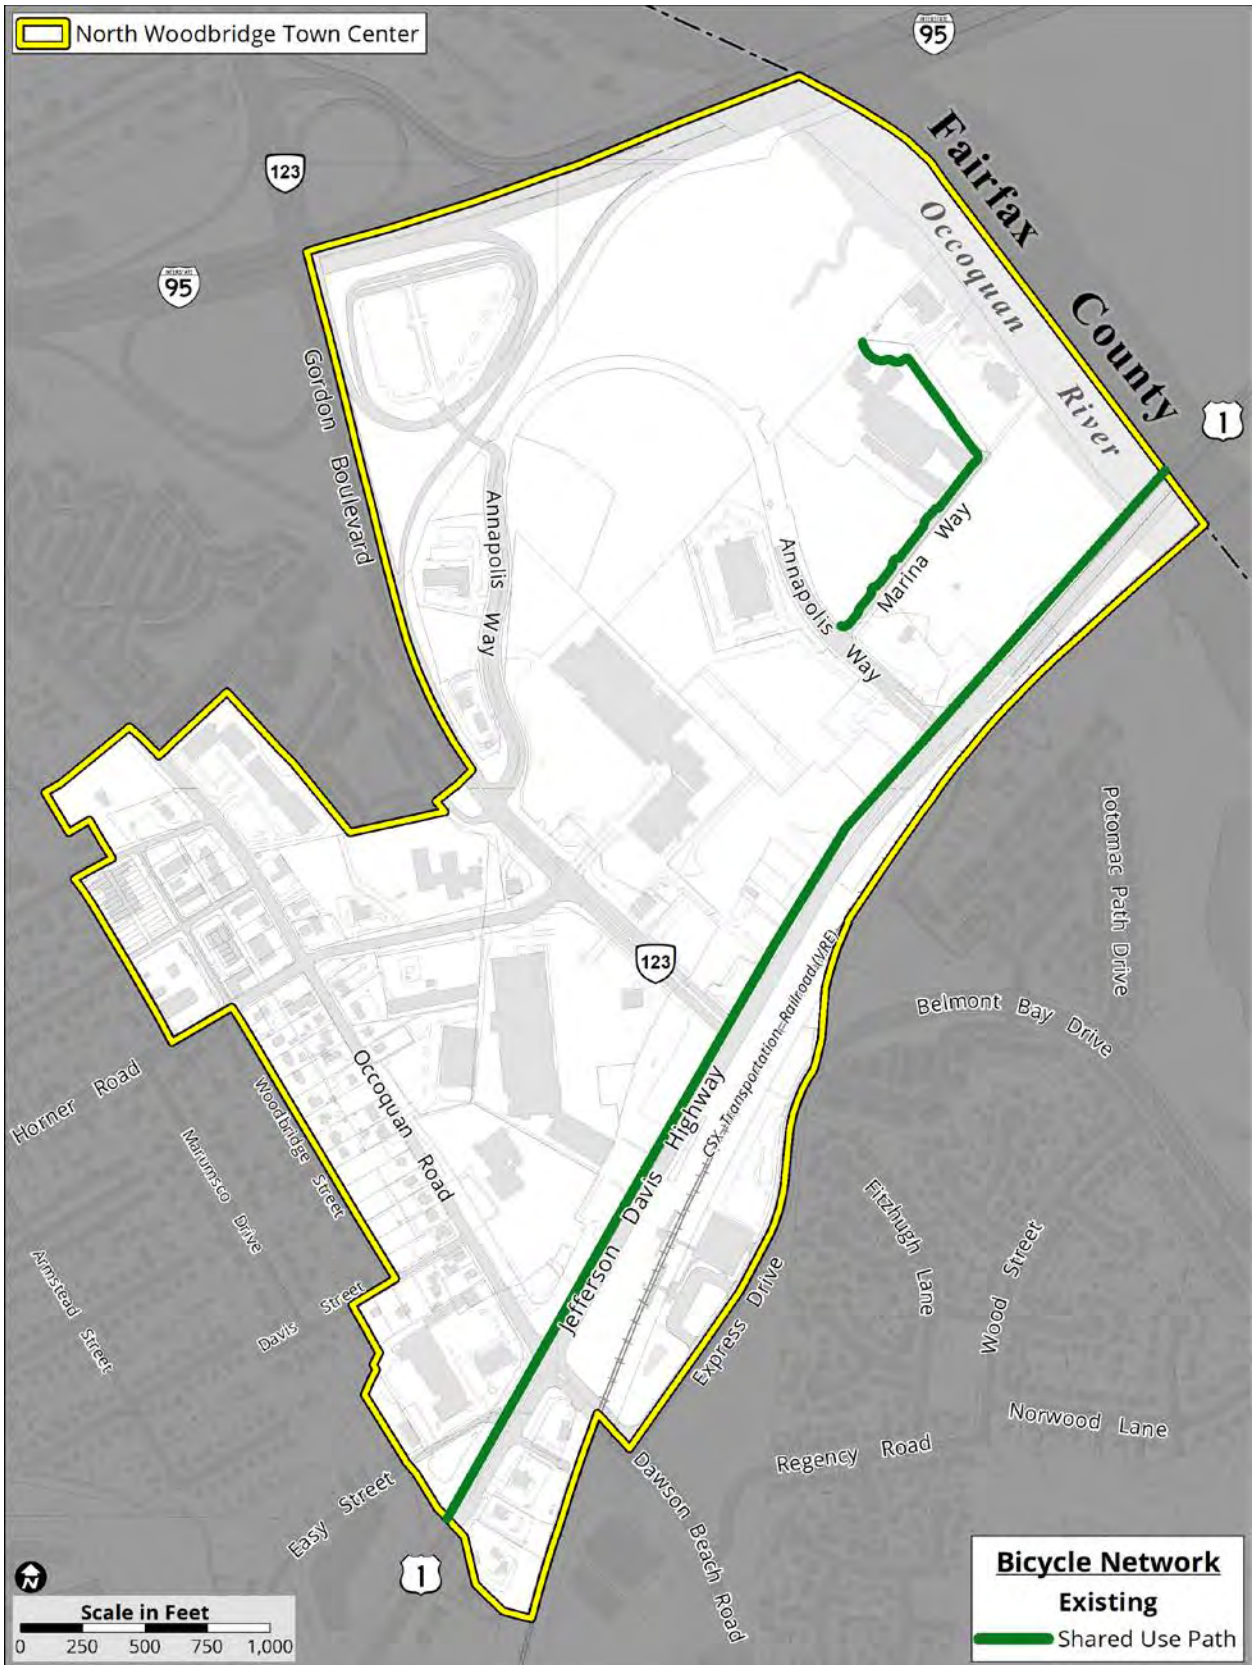 North Woodbridge Town Center
INTERSTATE
95
Fairfax
County
123
Occoquan
River
INTERSTATE
95
Gordon Boulevard
1
Annapolis Way
Marina Way
Annapolis Way
Potomac Path Drive
123
CSX Transportation Railroad (VRE)
Belmont Bay Drive
Horner Road
Occoquan Road
Woodbridge Street
Marumsco Drive
Jefferson Davis Highway
Fitzhugh Lane
Wood Street
Armstead Street
Davis Street
Express Drive
Norwood Lane
Regency Road
Easy Street
Dawson Beach Road
1
N
Scale in Feet
0 250 500 750 1,000
Bicycle Network
Existing
Shared Use Path